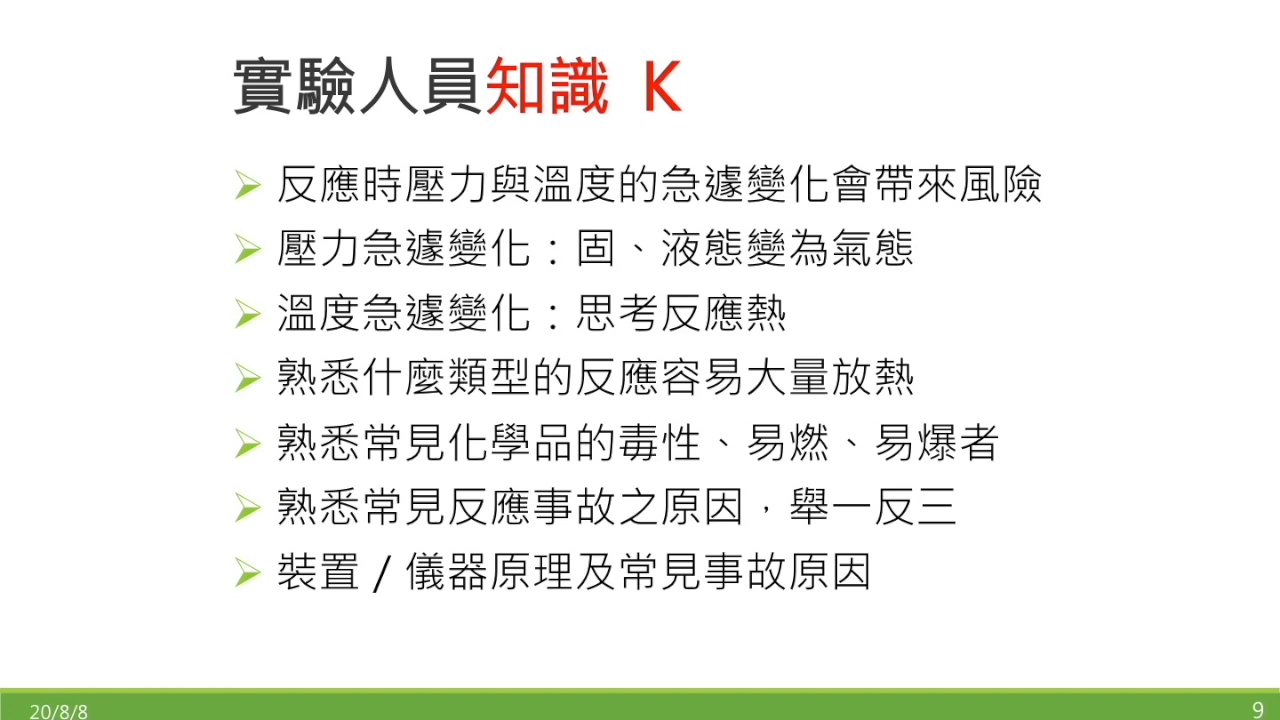 實驗人員知識 K
反應時壓力與溫度的急遽變化會帶來風險
壓力急遽變化：固、液態變為氣態
溫度急遽變化：思考反應熱
熟悉什麼類型的反應容易大量放熱
熟悉常見化學品的毒性、易燃、易爆者
熟悉常見反應事故之原因，舉一反三
裝置 / 儀器原理及常見事故原因
20/8/8
9